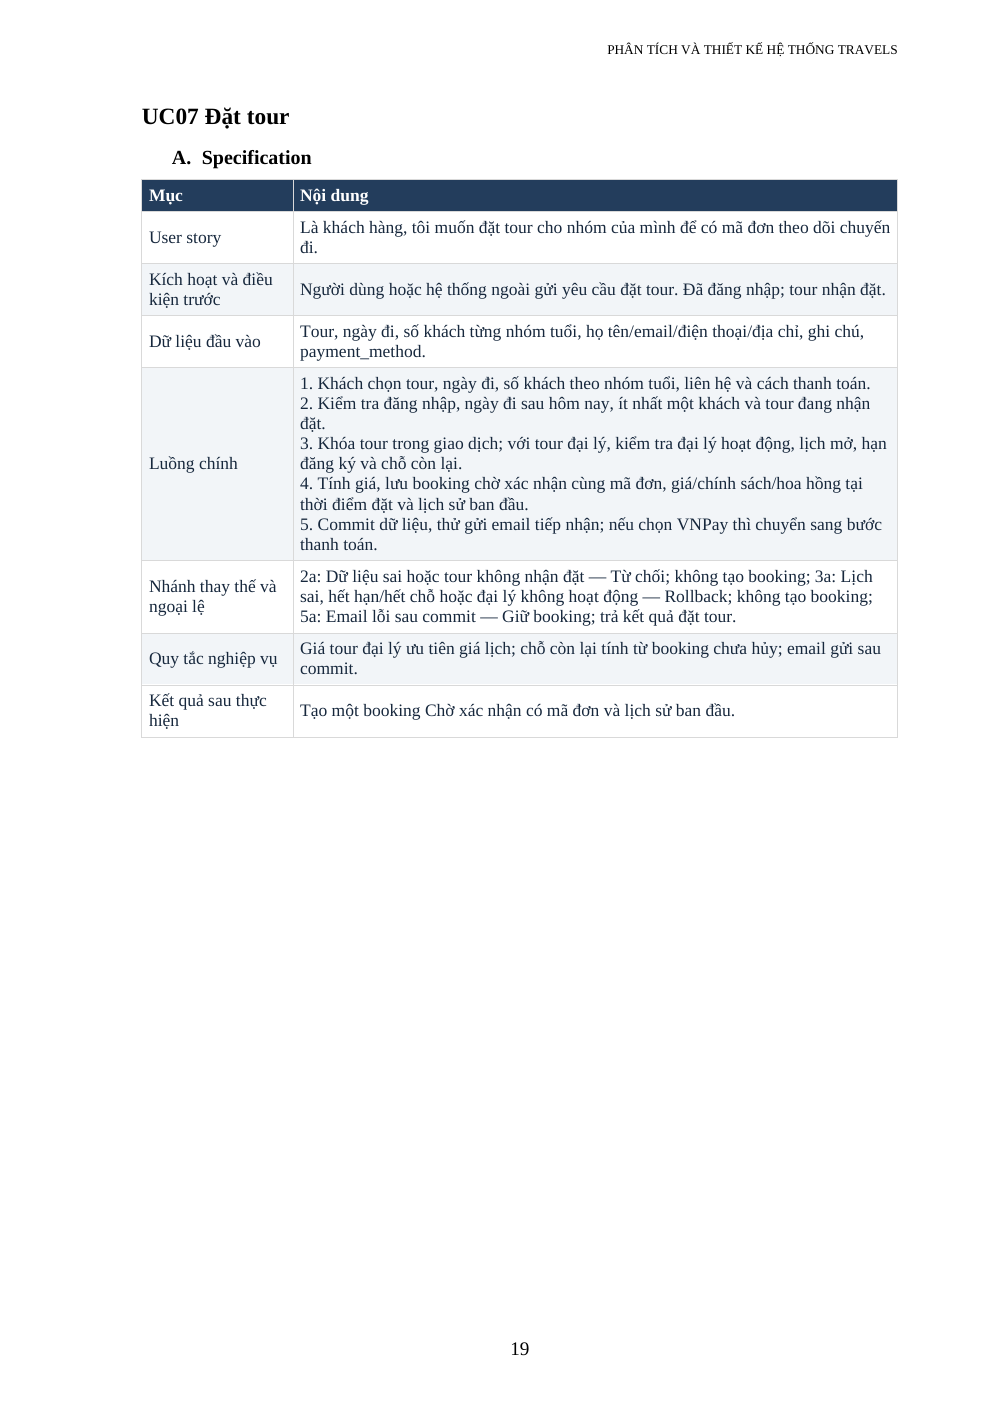 PHÂN TÍCH VÀ THIẾT KẾ HỆ THỐNG TRAVELS
UC07 Đặt tour
A. Specification
Mục
Nội dung
User story
Là khách hàng, tôi muốn đặt tour cho nhóm của mình để có mã đơn theo dõi chuyến
đi.
Kích hoạt và điều
kiện trước
Người dùng hoặc hệ thống ngoài gửi yêu cầu đặt tour. Đã đăng nhập; tour nhận đặt.
Dữ liệu đầu vào
Tour, ngày đi, số khách từng nhóm tuổi, họ tên/email/điện thoại/địa chỉ, ghi chú,
payment_method.
Luồng chính
1. Khách chọn tour, ngày đi, số khách theo nhóm tuổi, liên hệ và cách thanh toán.
2. Kiểm tra đăng nhập, ngày đi sau hôm nay, ít nhất một khách và tour đang nhận
đặt.
3. Khóa tour trong giao dịch; với tour đại lý, kiểm tra đại lý hoạt động, lịch mở, hạn
đăng ký và chỗ còn lại.
4. Tính giá, lưu booking chờ xác nhận cùng mã đơn, giá/chính sách/hoa hồng tại
thời điểm đặt và lịch sử ban đầu.
5. Commit dữ liệu, thử gửi email tiếp nhận; nếu chọn VNPay thì chuyển sang bước
thanh toán.
Nhánh thay thế và
ngoại lệ
2a: Dữ liệu sai hoặc tour không nhận đặt — Từ chối; không tạo booking; 3a: Lịch
sai, hết hạn/hết chỗ hoặc đại lý không hoạt động — Rollback; không tạo booking;
5a: Email lỗi sau commit — Giữ booking; trả kết quả đặt tour.
Quy tắc nghiệp vụ
Giá tour đại lý ưu tiên giá lịch; chỗ còn lại tính từ booking chưa hủy; email gửi sau
commit.
Kết quả sau thực
hiện
Tạo một booking Chờ xác nhận có mã đơn và lịch sử ban đầu.
19